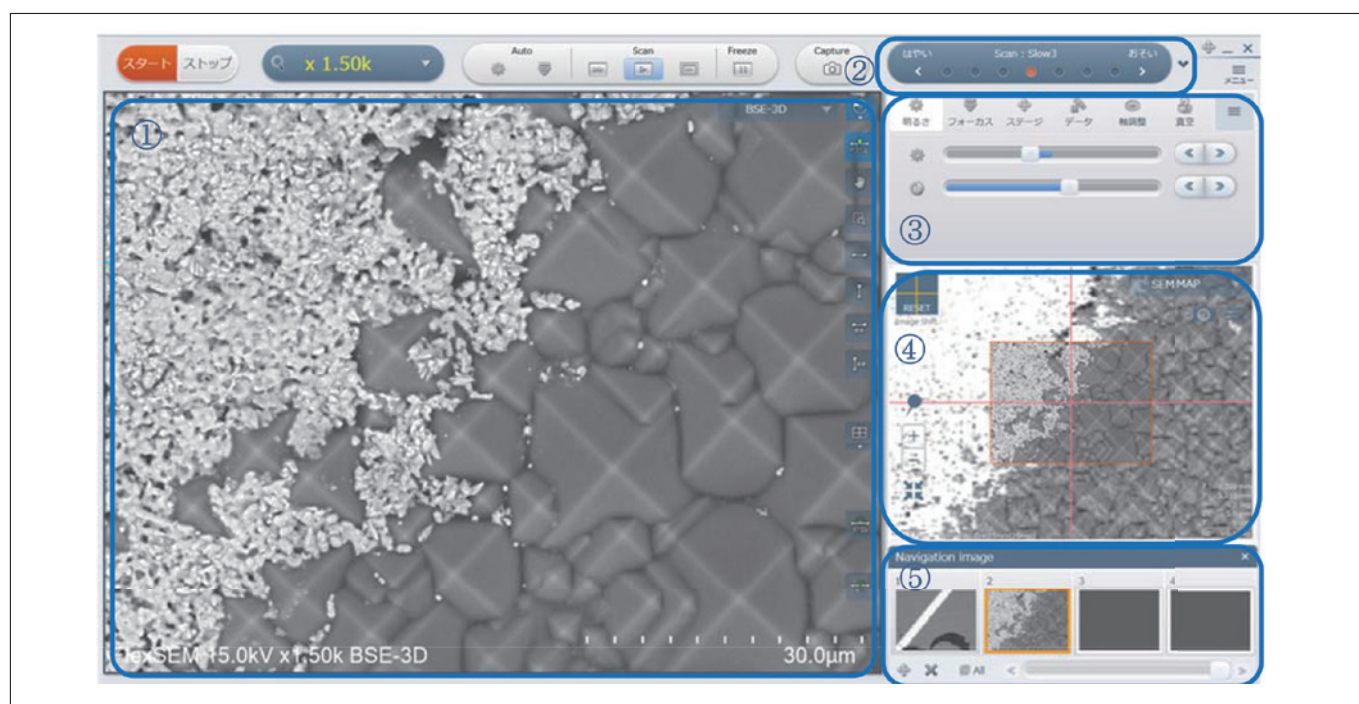 スタート ストップ
x 1.50k
Auto
Scan
Freeze
Capture
②
はやい Scan : Slow3 おそい
メニュー
①
BSE-3D
明るさ フォーカス ステージ データ 軸調整 真空
③
RESET
Image Shift
SEM MAP
④
Navigation image
⑤
1 2 3 4
All
FlexSEM 15.0kV x1.50k BSE-3D
30.0μm